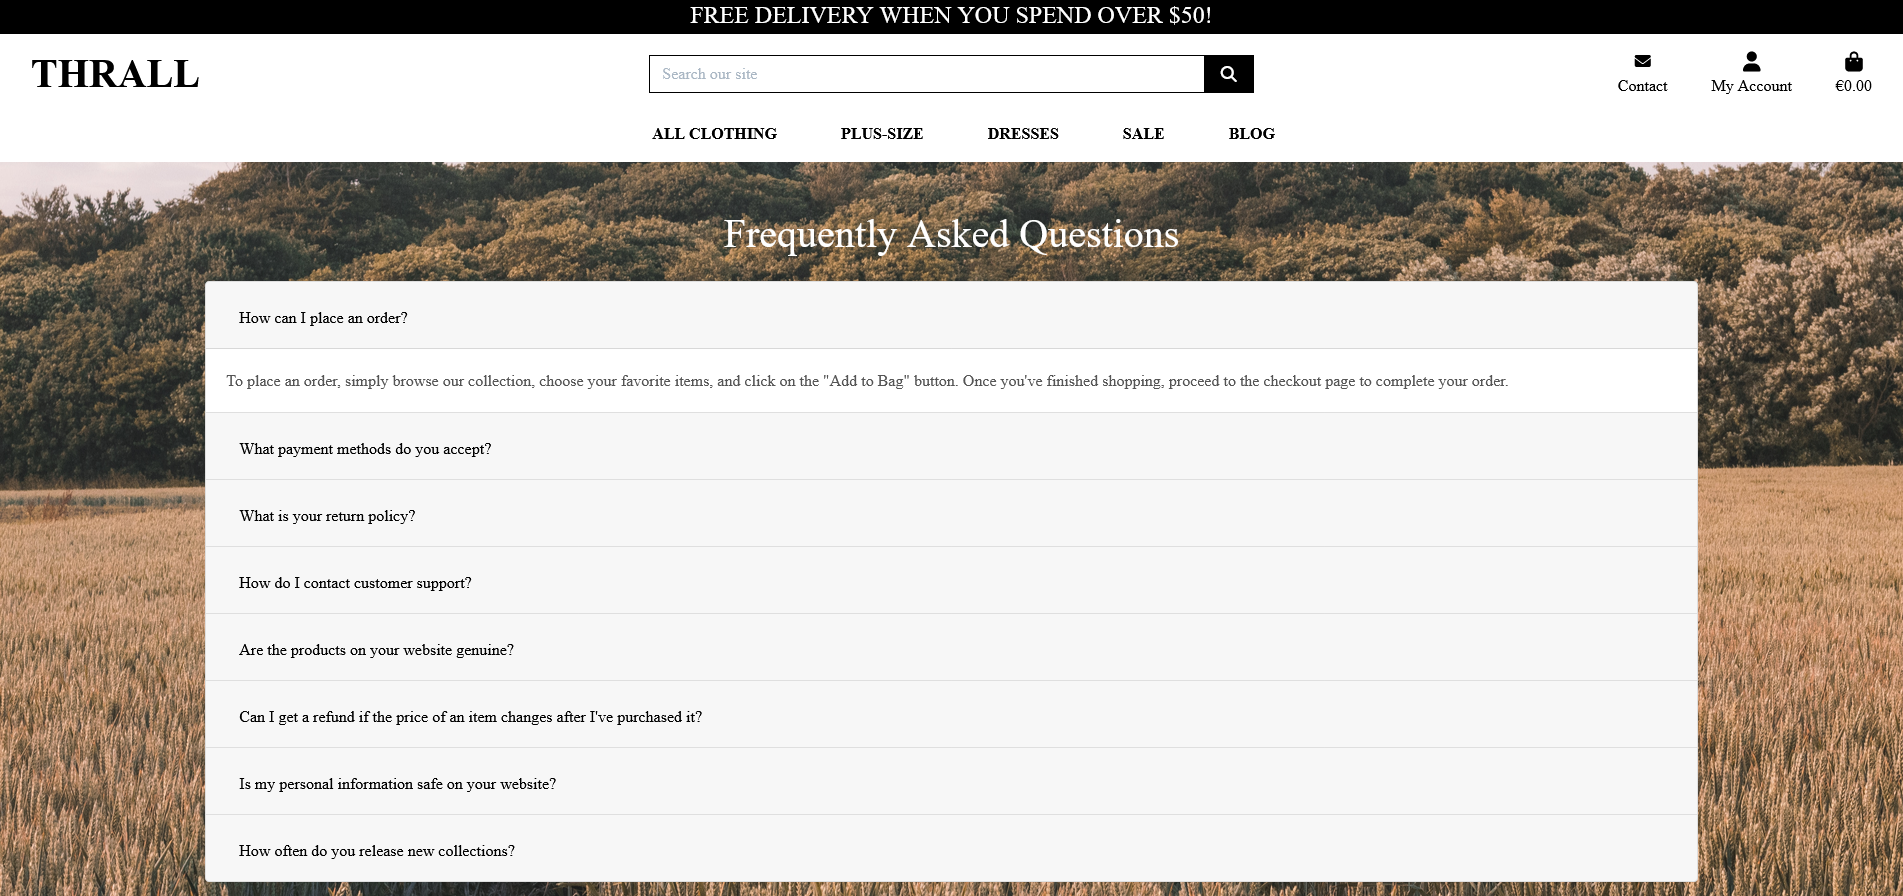 FREE DELIVERY WHEN YOU SPEND OVER $50!
THRALL
Search our site
Contact
My Account
€0.00
ALL CLOTHING
PLUS-SIZE
DRESSES
SALE
BLOG
Frequently Asked Questions
How can I place an order?
To place an order, simply browse our collection, choose your favorite items, and click on the "Add to Bag" button. Once you've finished shopping, proceed to the checkout page to complete your order.
What payment methods do you accept?
What is your return policy?
How do I contact customer support?
Are the products on your website genuine?
Can I get a refund if the price of an item changes after I've purchased it?
Is my personal information safe on your website?
How often do you release new collections?